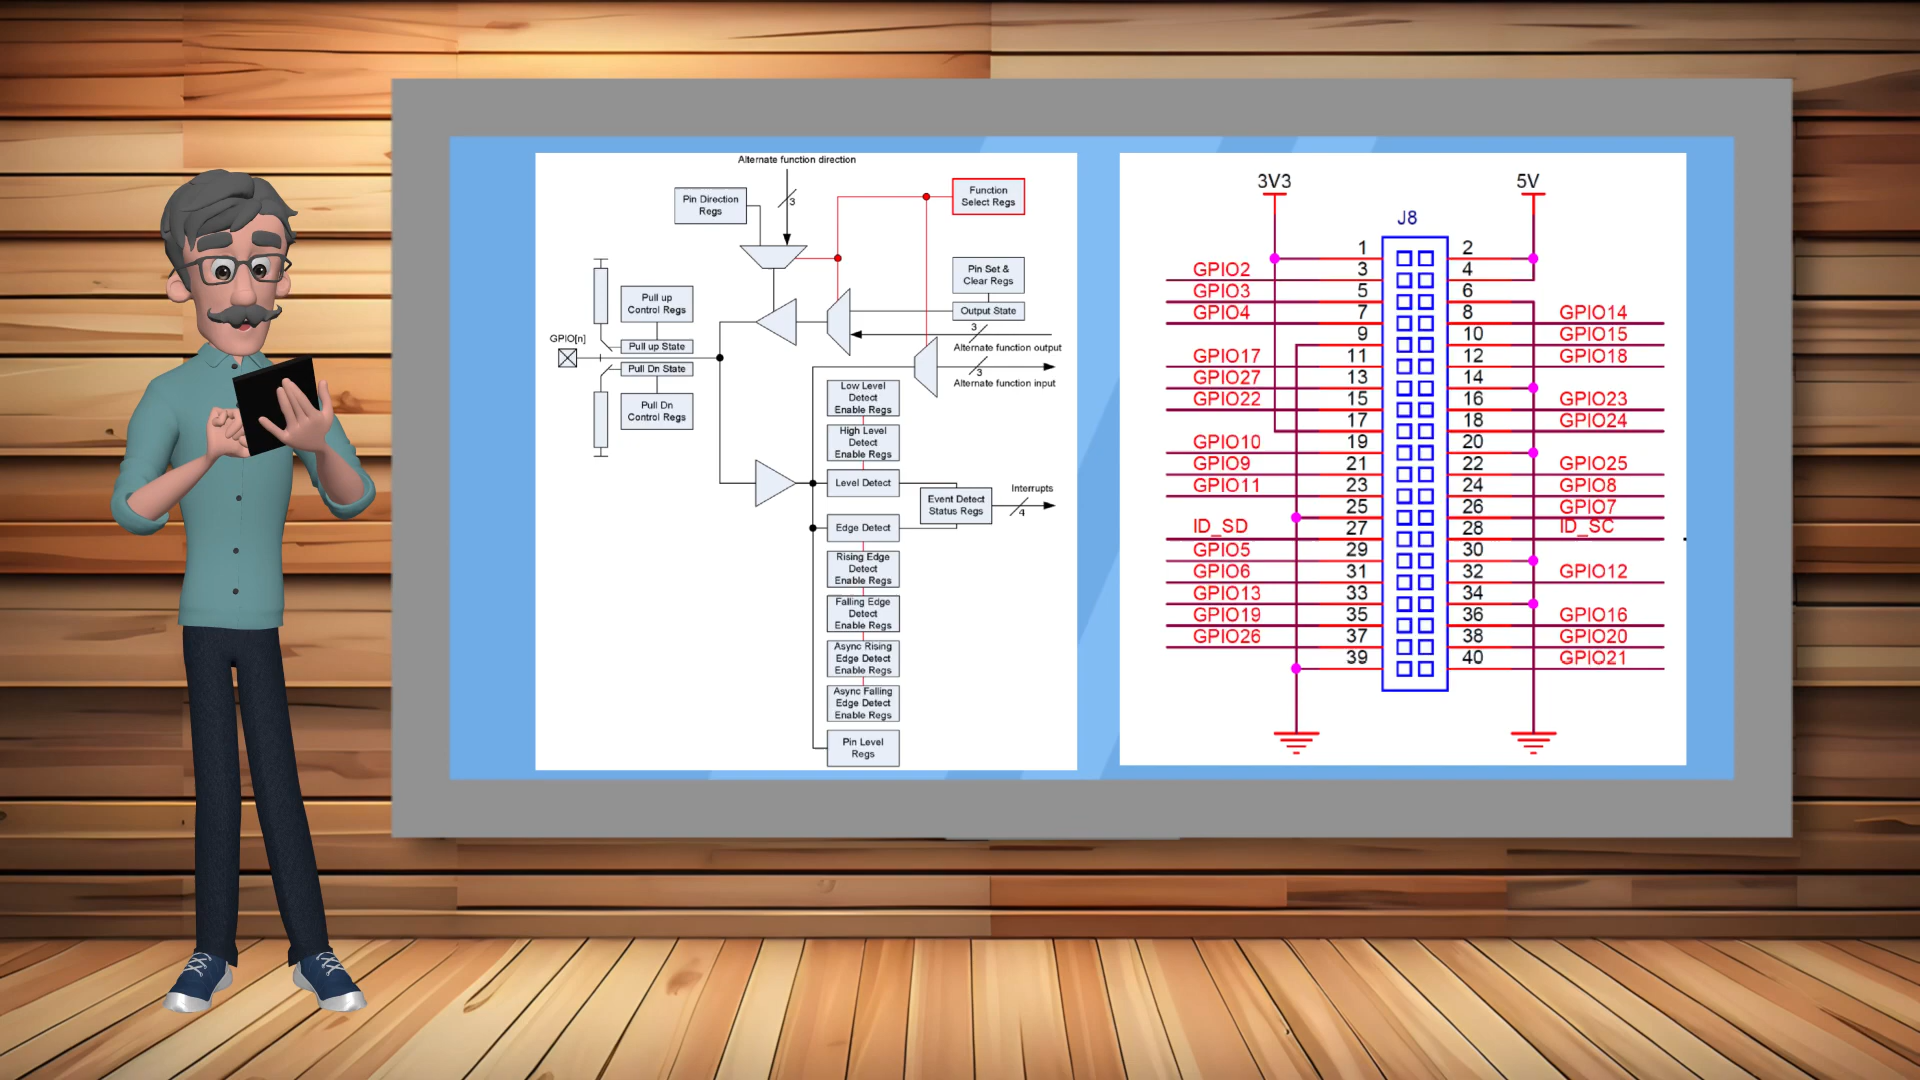 Alternate function direction
3
Pin Direction
Regs
Function
Select Regs
Pin Set &
Clear Regs
Output State
3
Alternate function output
3
Alternate function input
Pull up
Control Regs
GPIO[n]
Pull up State
Pull Dn State
Pull Dn
Control Regs
Low Level
Detect
Enable Regs
High Level
Detect
Enable Regs
Level Detect
Event Detect
Status Regs
Interrupts
4
Edge Detect
Rising Edge
Detect
Enable Regs
Falling Edge
Detect
Enable Regs
Async Rising
Edge Detect
Enable Regs
Async Falling
Edge Detect
Enable Regs
Pin Level
Regs
3V3
5V
J8
1 2
GPIO2 3 4
GPIO3 5 6
GPIO4 7 8 GPIO14
9 10 GPIO15
GPIO17 11 12 GPIO18
GPIO27 13 14
GPIO22 15 16 GPIO23
17 18 GPIO24
GPIO10 19 20
GPIO9 21 22 GPIO25
GPIO11 23 24 GPIO8
25 26 GPIO7
ID_SD 27 28 ID_SC
GPIO5 29 30
GPIO6 31 32 GPIO12
GPIO13 33 34
GPIO19 35 36 GPIO16
GPIO26 37 38 GPIO20
39 40 GPIO21